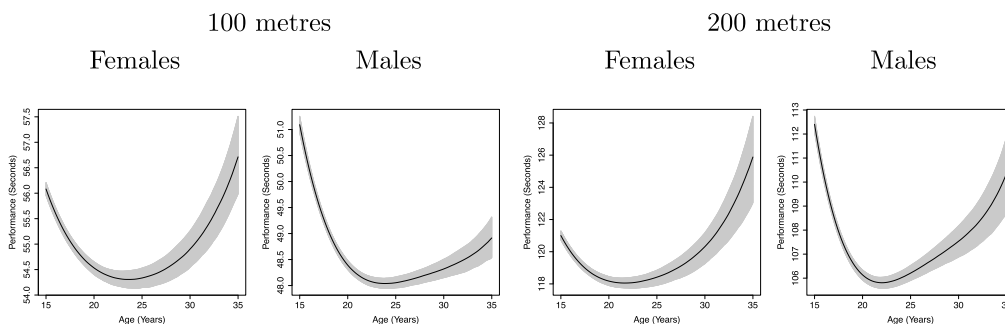 100 metres 200 metres
Females Males Females Males
Performance (Seconds)
54.0 54.5 55.0 55.5 56.0 56.5 57.0 57.5
15 20 25 30 35
Age (Years)
Performance (Seconds)
48.0 48.5 49.0 49.5 50.0 50.5 51.0
15 20 25 30 35
Age (Years)
Performance (Seconds)
118 120 122 124 126 128
15 20 25 30 35
Age (Years)
Performance (Seconds)
106 107 108 109 110 111 112 113
15 20 25 30 35
Age (Years)